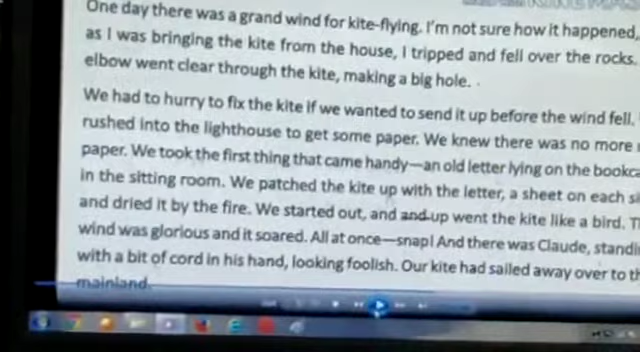 One day there was a grand wind for kite-flying. I'm not sure how it happened,
as I was bringing the kite from the house, I tripped and fell over the rocks.
elbow went clear through the kite, making a big hole.
We had to hurry to fix the kite if we wanted to send it up before the wind fell.
rushed into the lighthouse to get some paper. We knew there was no more
paper. We took the first thing that came handy—an old letter lying on the bookca
in the sitting room. We patched the kite up with the letter, a sheet on each si
and dried it by the fire. We started out, and and up went the kite like a bird. T
wind was glorious and it soared. All at once—snap! And there was Claude, standi
with a bit of cord in his hand, looking foolish. Our kite had sailed away over to th
mainland.